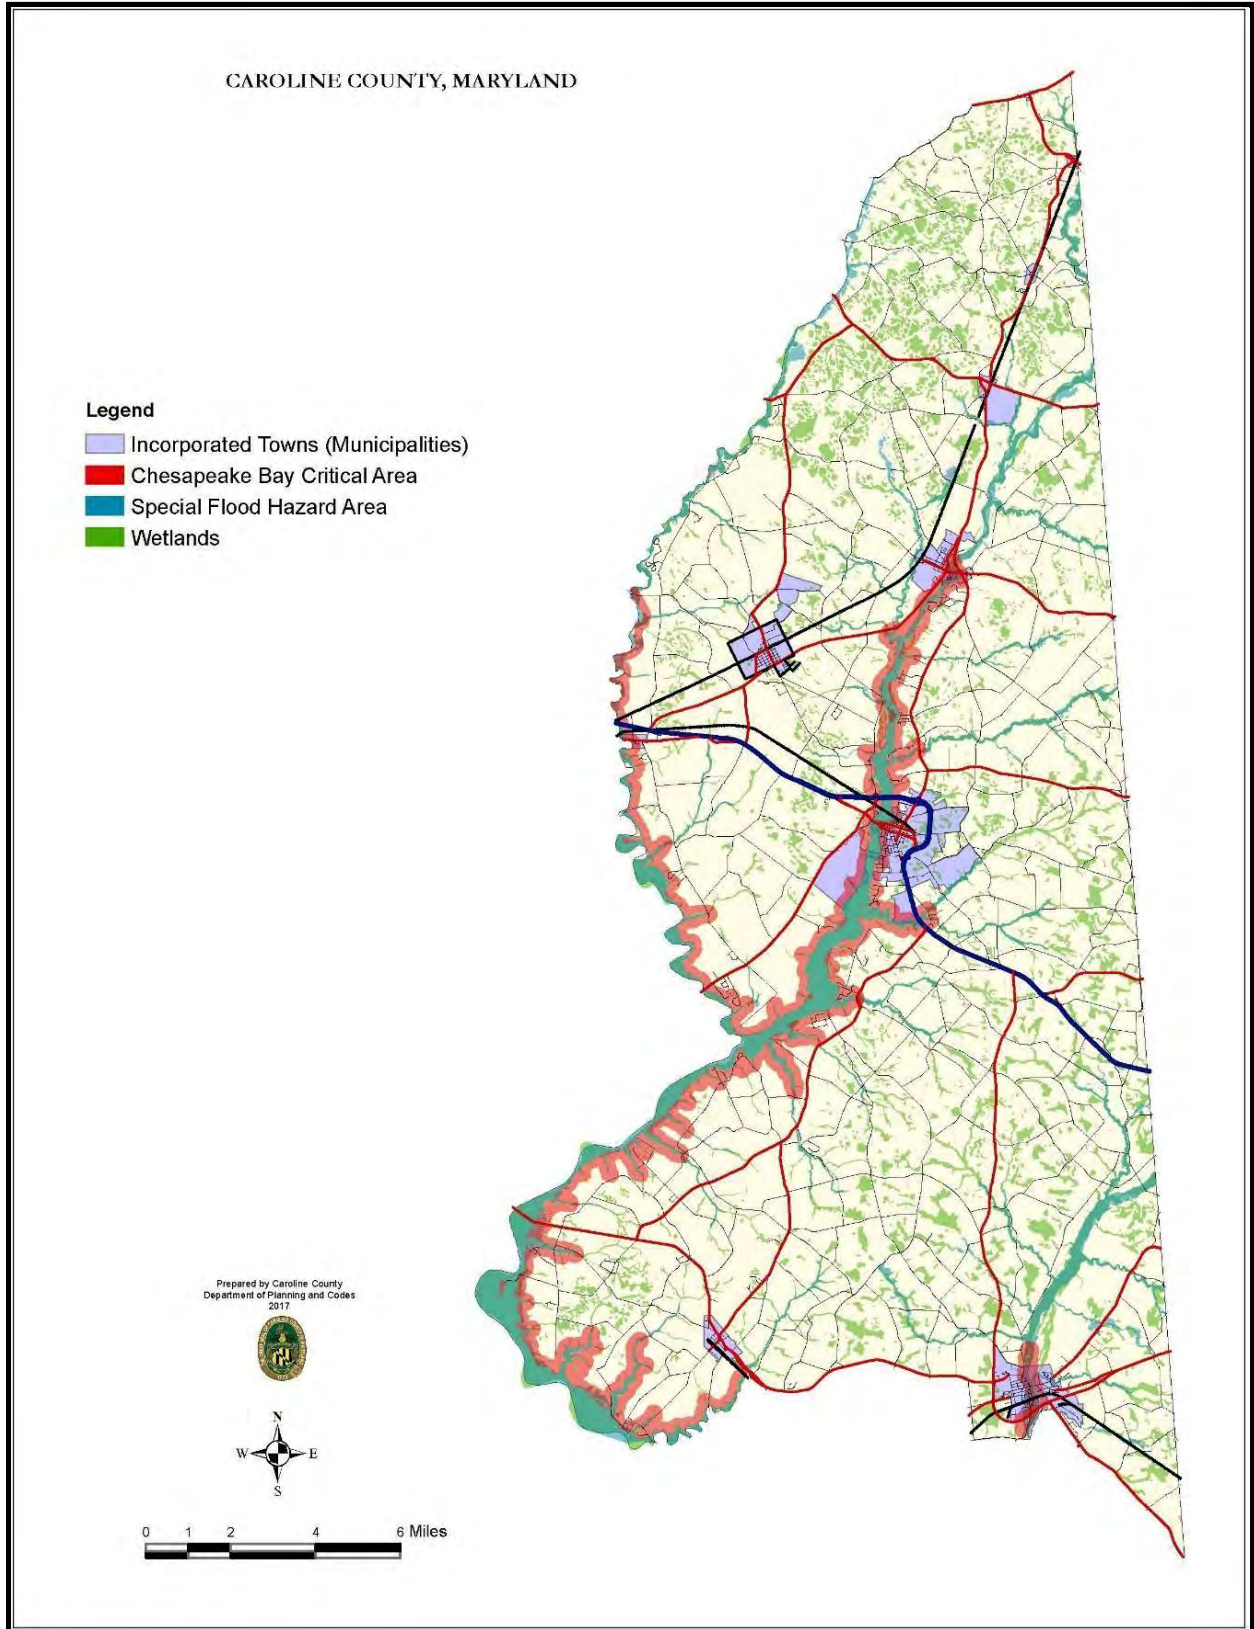 CAROLINE COUNTY, MARYLAND
Legend
Incorporated Towns (Municipalities)
Chesapeake Bay Critical Area
Special Flood Hazard Area
Wetlands
Prepared by Caroline County
Department of Planning and Codes
2017
N
W E
S
0 1 2 4 6 Miles